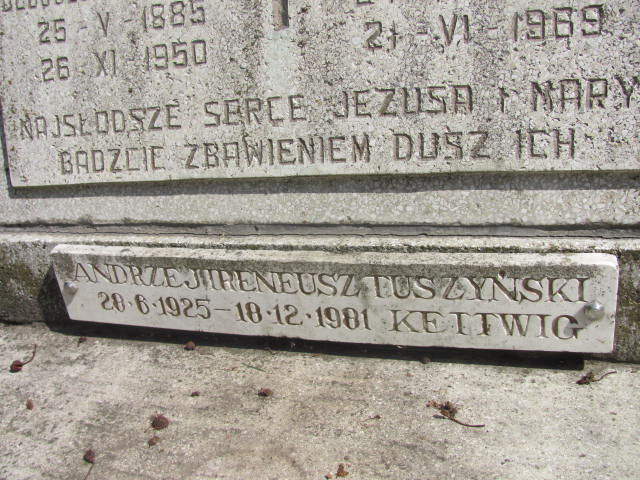 25 - V - 1885
26 XI 1950
21 - VI - 1969
NAJSŁODSZE SERCE JEZUSA I MARY
BĄDŹCIE ZBAWIENIEM DUSZ ICH
ANDRZEJ IRENEUSZ TUSZYŃSKI
28·6·1925 – 18·12·1981 KETTWIG